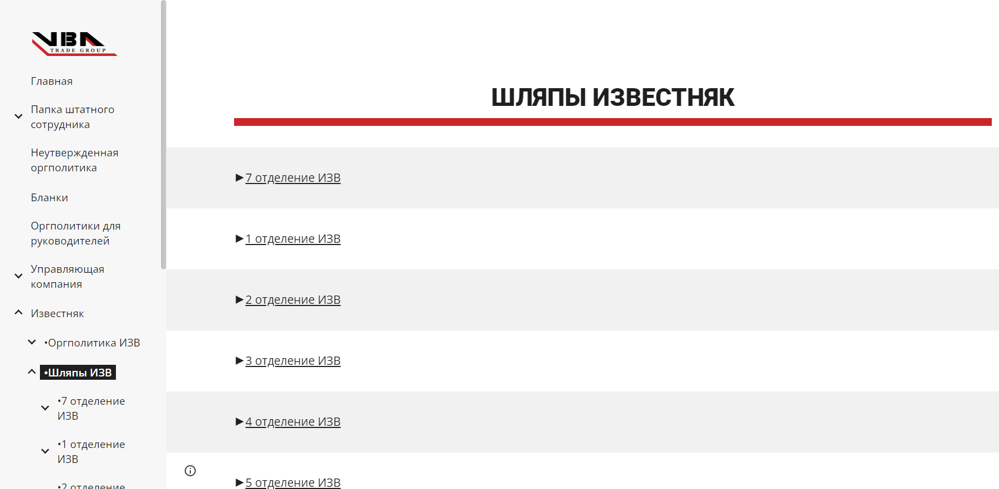 VBA
TRADE GROUP
Главная
Папка штатного
сотрудника
Неутвержденная
оргполитика
Бланки
Оргполитики для
руководителей
Управляющая
компания
Известняк
•Оргполитика ИЗВ
•Шляпы ИЗВ
•7 отделение
ИЗВ
•1 отделение
ИЗВ
•2 отделение
ШЛЯПЫ ИЗВЕСТНЯК
►7 отделение ИЗВ
►1 отделение ИЗВ
►2 отделение ИЗВ
►3 отделение ИЗВ
►4 отделение ИЗВ
►5 отделение ИЗВ